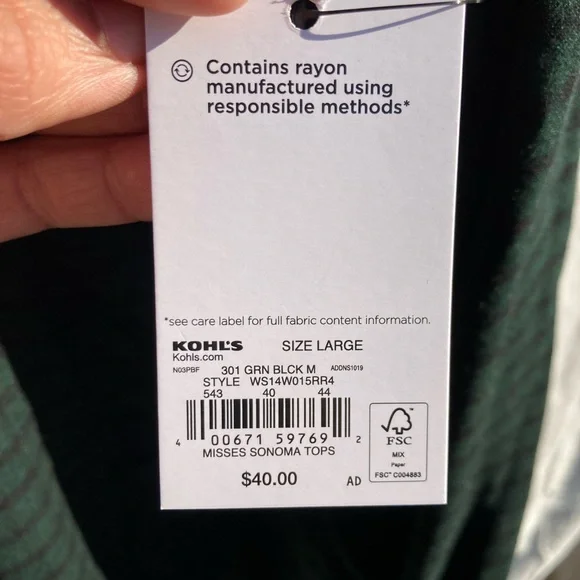 Contains rayon
manufactured using
responsible methods*
*see care label for full fabric content information.
KOHL'S SIZE LARGE
Kohls.com
N03PBF 301 GRN BLCK M ADDNS1019
STYLE WS14W015RR4
543 40 44
4 00671 59769 2
MISSES SONOMA TOPS
$40.00 AD
FSC
MIX
Paper
FSC™ C004883